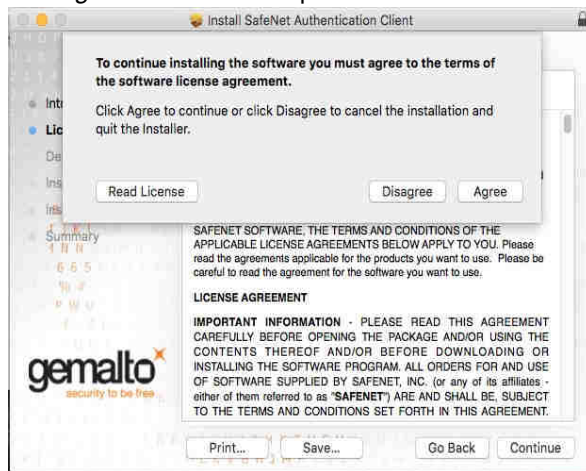 Install SafeNet Authentication Client
To continue installing the software you must agree to the terms of
the software license agreement.
Click Agree to continue or click Disagree to cancel the installation and
quit the Installer.
Read License
Disagree
Agree
Int
Lic
De
Ins
Ins
Summary
SAFENET SOFTWARE, THE TERMS AND CONDITIONS OF THE
APPLICABLE LICENSE AGREEMENTS BELOW APPLY TO YOU. Please
read the agreements applicable for the products you want to use. Please be
careful to read the agreement for the software you want to use.
LICENSE AGREEMENT
IMPORTANT INFORMATION - PLEASE READ THIS AGREEMENT
CAREFULLY BEFORE OPENING THE PACKAGE AND/OR USING THE
CONTENTS THEREOF AND/OR BEFORE DOWNLOADING OR
INSTALLING THE SOFTWARE PROGRAM. ALL ORDERS FOR AND USE
OF SOFTWARE SUPPLIED BY SAFENET, INC. (or any of its affiliates -
either of them referred to as "SAFENET") ARE AND SHALL BE, SUBJECT
TO THE TERMS AND CONDITIONS SET FORTH IN THIS AGREEMENT.
gemalto
security to be free
Print...
Save...
Go Back
Continue